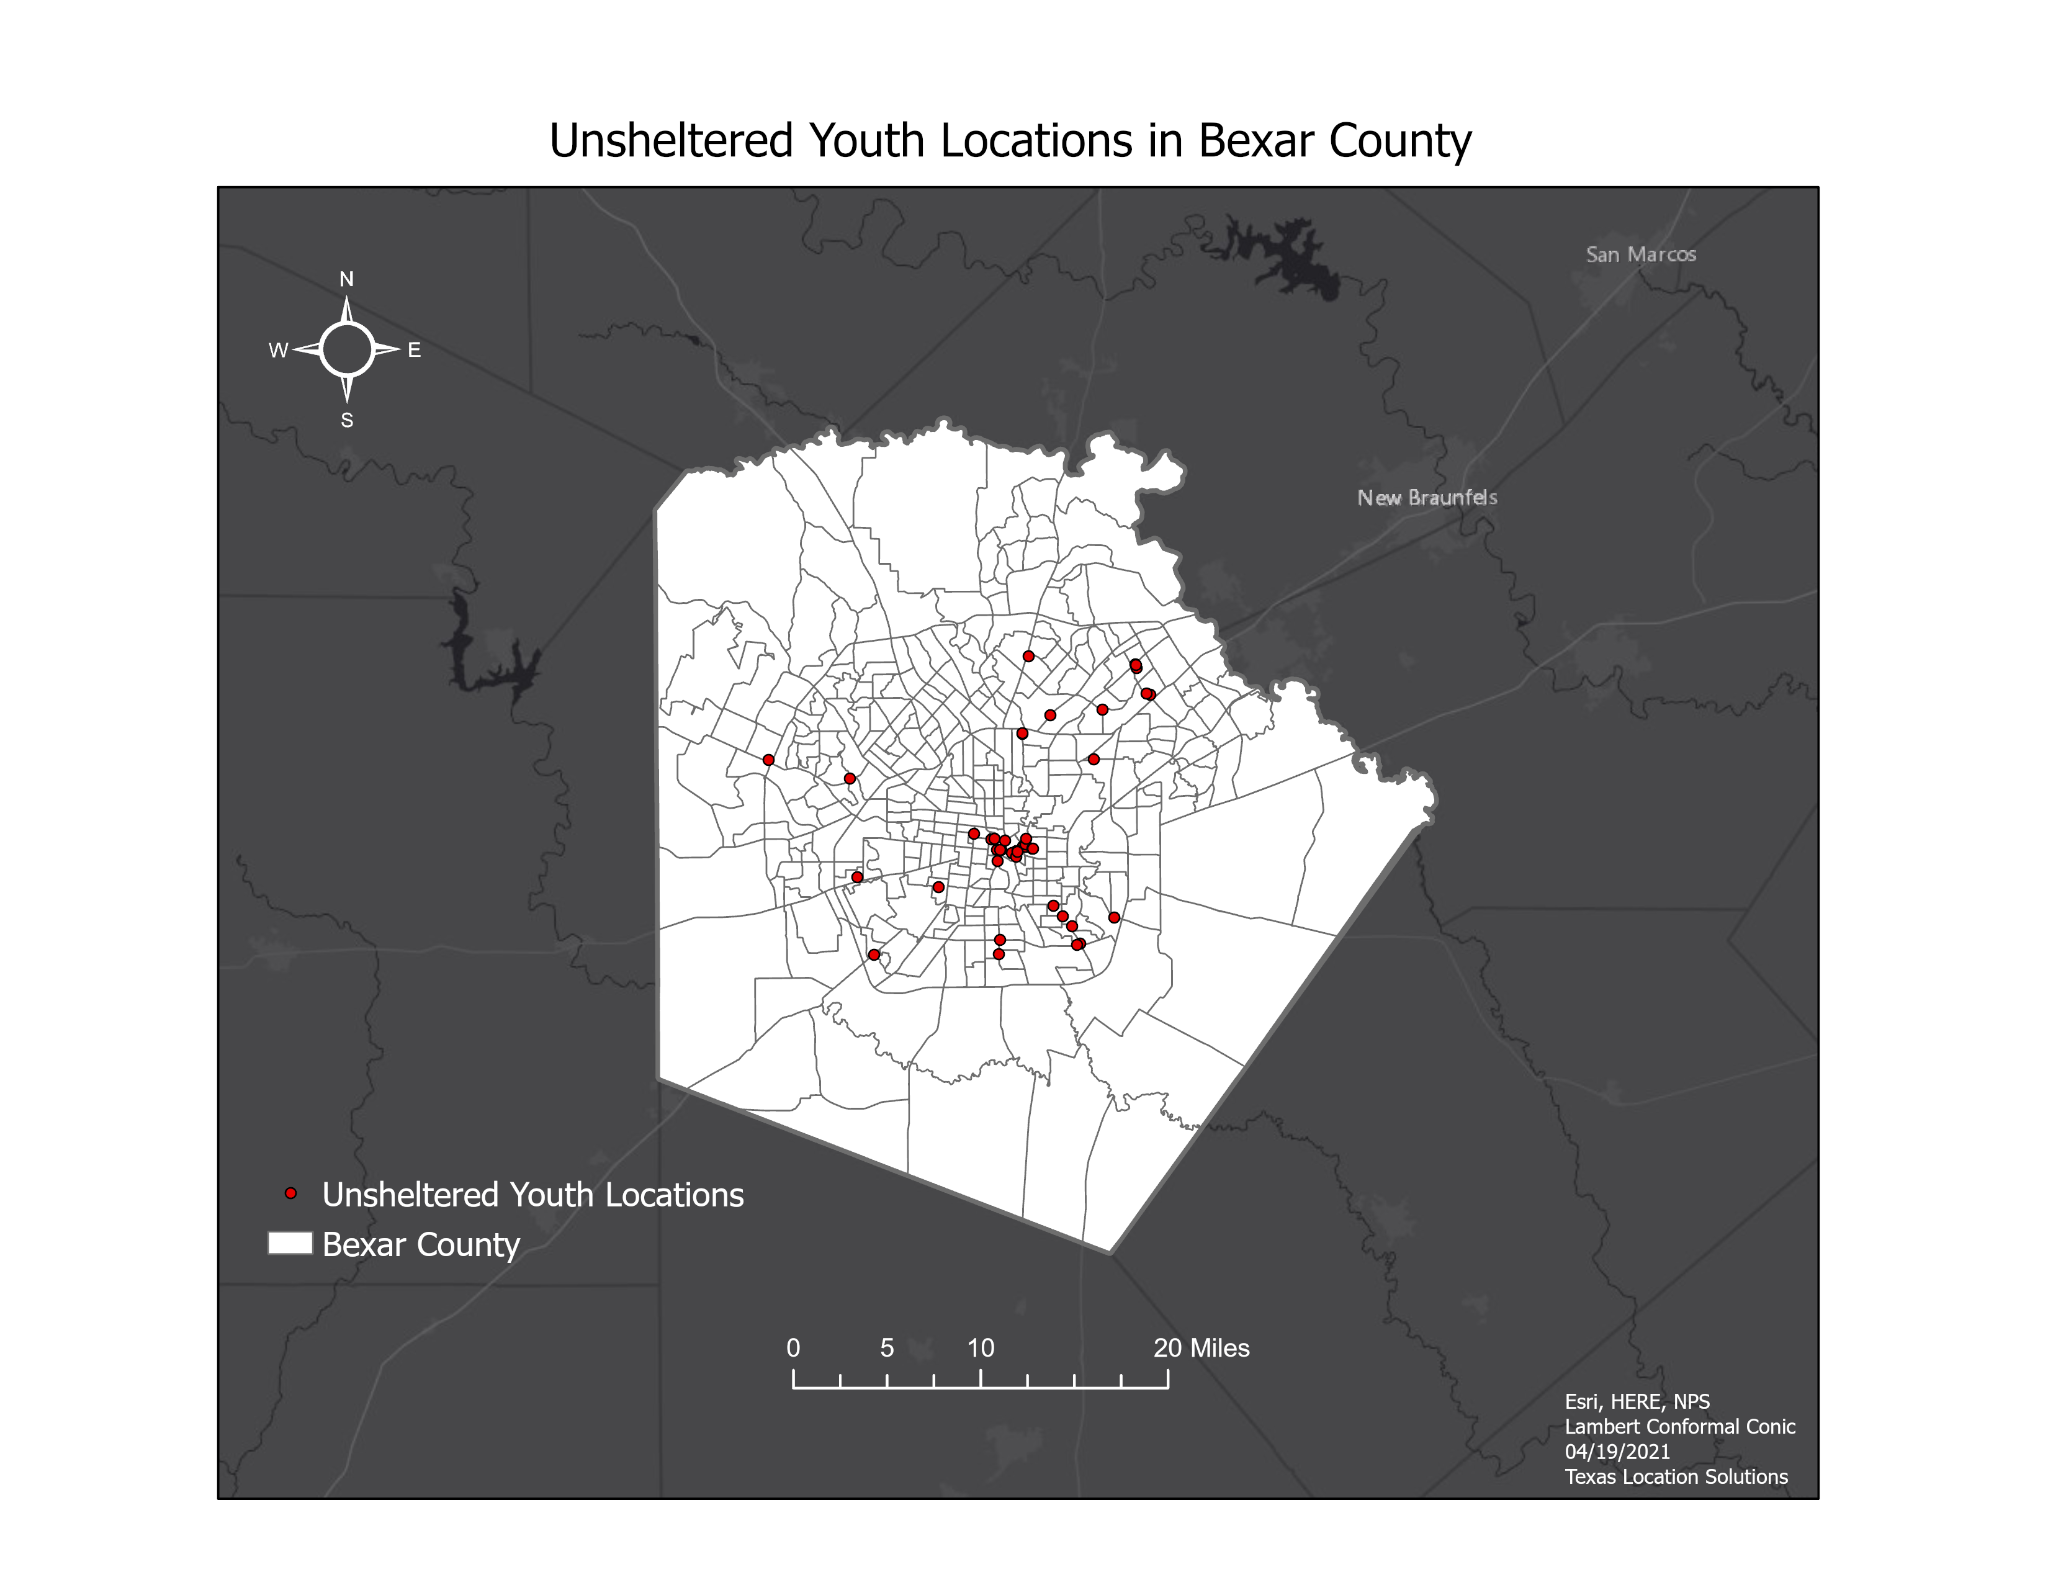 Unsheltered Youth Locations in Bexar County
San Marcos
N
W E
S
New Braunfels
Unsheltered Youth Locations
Bexar County
0 5 10 20 Miles
Esri, HERE, NPS
Lambert Conformal Conic
04/19/2021
Texas Location Solutions